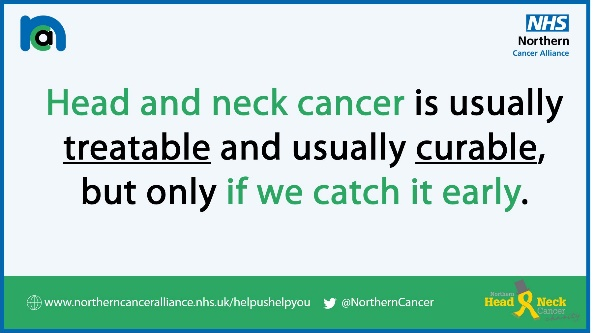 na
NHS
Northern
Cancer Alliance
Head and neck cancer is usually
treatable and usually curable,
but only if we catch it early.
www.northerncanceralliance.nhs.uk/helpushelpyou @NorthernCancer
Northern
Head & Neck
Cancer